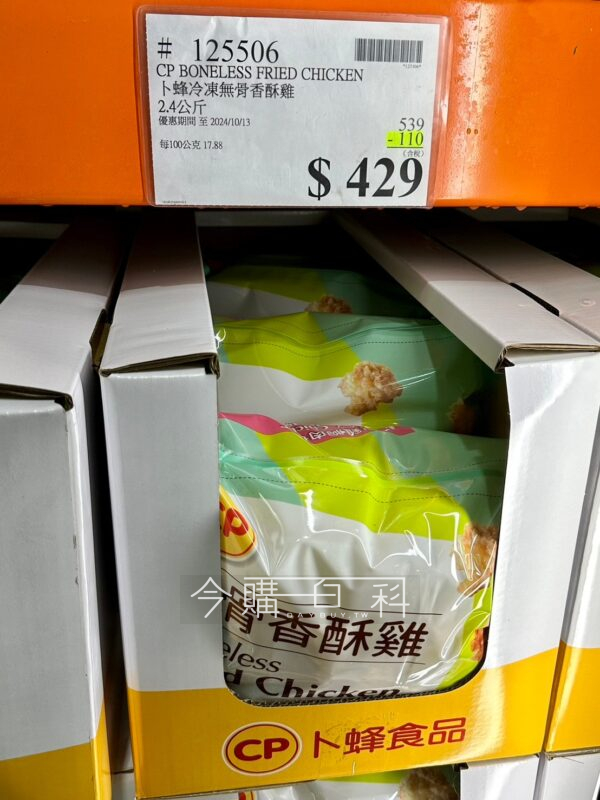 # 125506
CP BONELESS FRIED CHICKEN
卜蜂冷凍無骨香酥雞
2.4公斤
優惠期間 至 2024/10/13
539
- 110
(含稅)
每100公克 17.88
$ 429
CP
今購百科
骨香酥雞
eless
d Chicken
CP 卜蜂食品